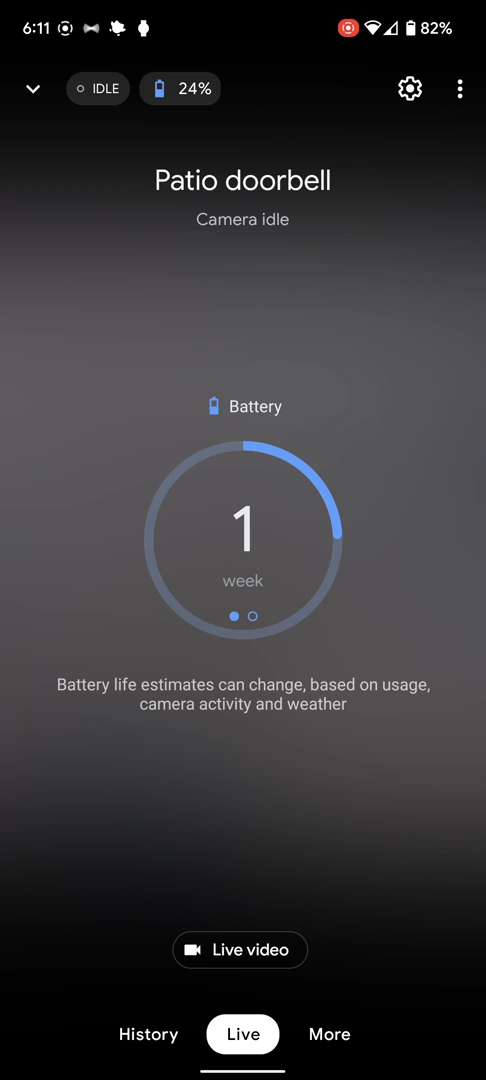 6:11
82%
IDLE
24%
Patio doorbell
Camera idle
Battery
1
week
Battery life estimates can change, based on usage,
camera activity and weather
Live video
History
Live
More